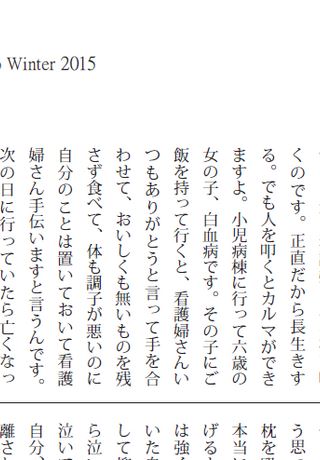 Winter 2015
くのです。正直だから長生きす
る。でも人を叩くとカルマができ
ますよ。小児病棟に行って六歳の
女の子、白血病です。その子にご
飯を持って行くと、看護婦さんい
つもありがとうと言って手を合
わせて、おいしくも無いものを残
さず食べて、体も調子が悪いのに
自分のことは置いておいて看護
婦さん手伝いますと言うんです。
次の日に行っていたら亡くなっ
う思
枕を
本当に
げる
は強
いた
して
ら泣い
泣いて
自分、
離さ